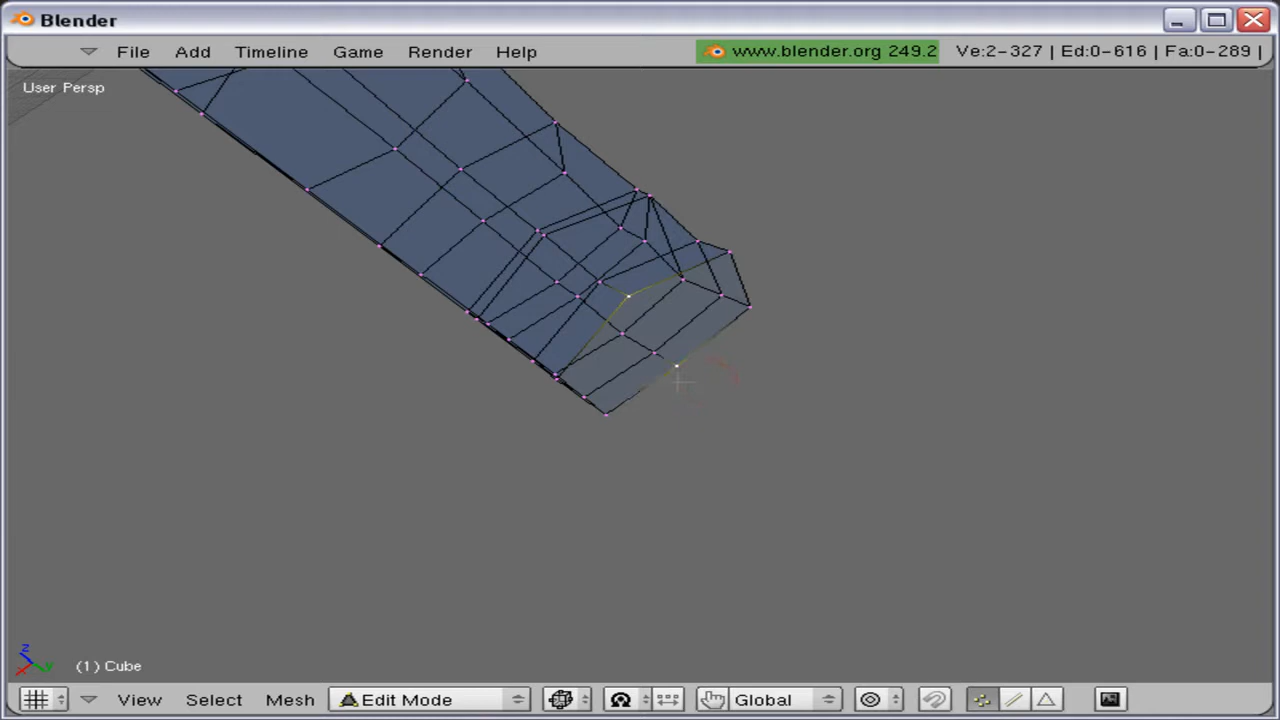 Blender
File Add Timeline Game Render Help www.blender.org 249.2 Ve:2-327 | Ed:0-616 | Fa:0-289 |
User Persp
z
Y
(1) Cube
View Select Mesh Edit Mode Global